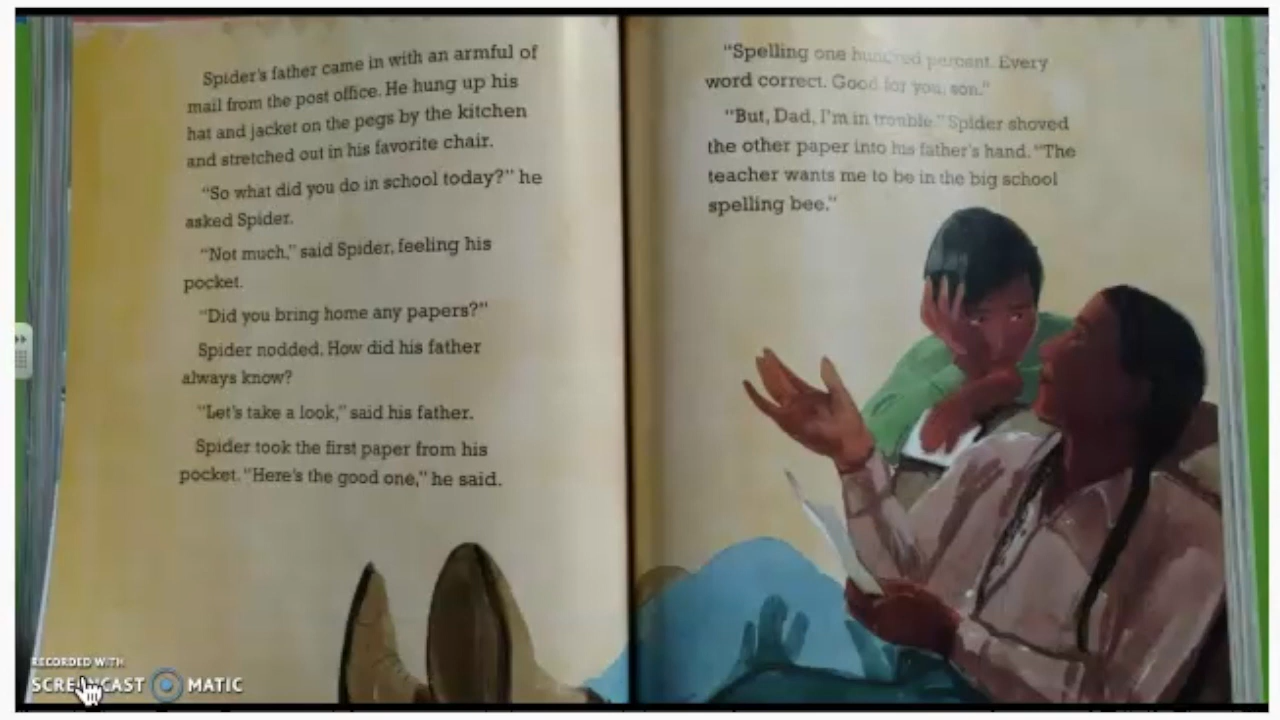 Spider's father came in with an armful of
mail from the post office. He hung up his
hat and jacket on the pegs by the kitchen
and stretched out in his favorite chair.
"So what did you do in school today?" he
asked Spider.
"Not much," said Spider, feeling his
pocket.
"Did you bring home any papers?"
Spider nodded. How did his father
always know?
"Let's take a look," said his father.
Spider took the first paper from his
pocket. "Here's the good one," he said.
"Spelling one hundred percent. Every
word correct. Good for you, son."
"But, Dad, I'm in trouble." Spider shoved
the other paper into his father's hand. "The
teacher wants me to be in the big school
spelling bee."
RECORDED WITH
SCREENCAST MATIC